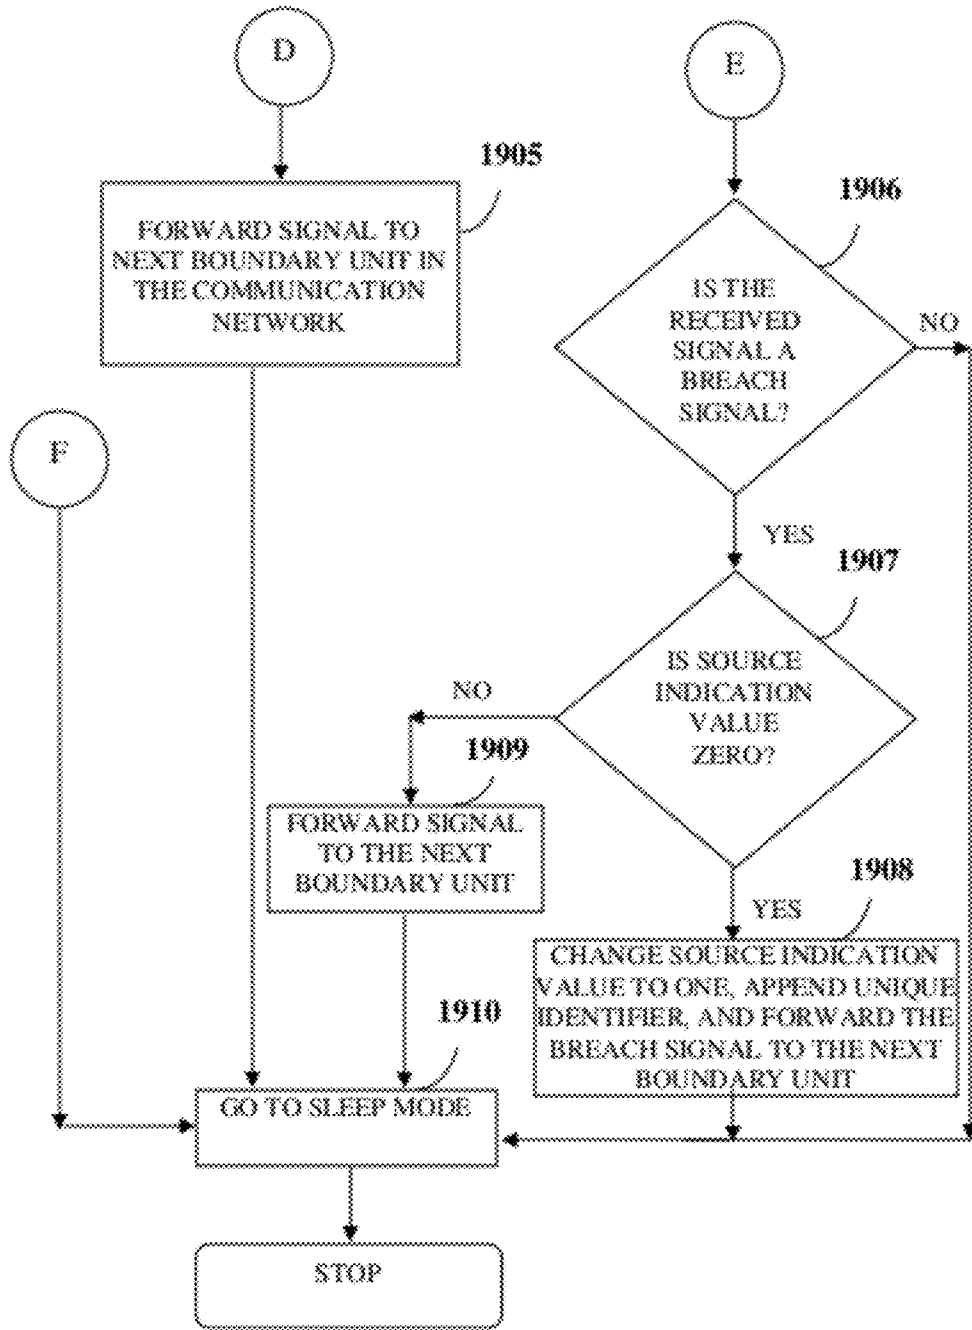 D
E
1905
1906
FORWARD SIGNAL TO
NEXT BOUNDARY UNIT IN
THE COMMUNICATION
NETWORK
IS THE
RECEIVED
SIGNAL A
BREACH
SIGNAL?
NO
F
YES
1907
IS SOURCE
INDICATION
VALUE
ZERO?
NO
1909
FORWARD SIGNAL
TO THE NEXT
BOUNDARY UNIT
1908
YES
CHANGE SOURCE INDICATION
VALUE TO ONE, APPEND UNIQUE
IDENTIFIER, AND FORWARD THE
BREACH SIGNAL TO THE NEXT
BOUNDARY UNIT
1910
GO TO SLEEP MODE
STOP